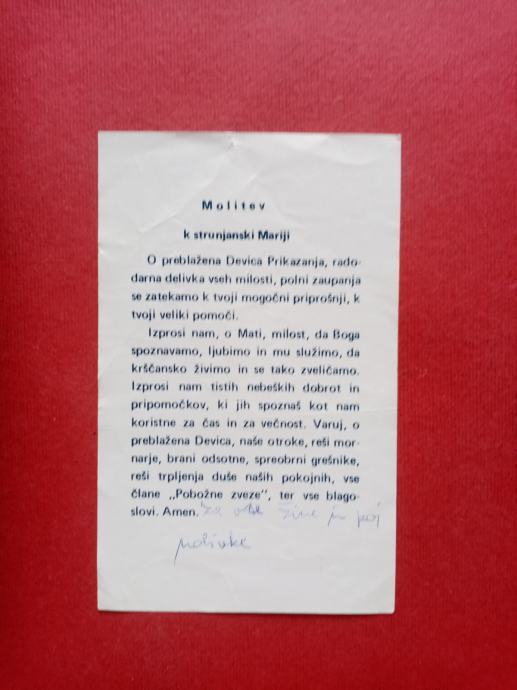 Molitev
k strunjanski Mariji
O preblažena Devica Prikazanja, rado-
darna delivka vseh milosti, polni zaupanja
se zatekamo k tvoji mogočni priprošnji, k
tvoji veliki pomoči.
Izprosi nam, o Mati, milost, da Boga
spoznavamo, ljubimo in mu služimo, da
krščansko živimo in se tako zveličamo.
Izprosi nam tistih nebeških dobrot in
pripomočkov, ki jih spoznaš kot nam
koristne za čas in za večnost. Varuj, o
preblažena Devica, naše otroke, reši mor-
narje, brani odsotne, spreobrni grešnike,
reši trpljenja duše naših pokojnih, vse
člane „Pobožne zveze”, ter vse blago-
slovi. Amen. za in